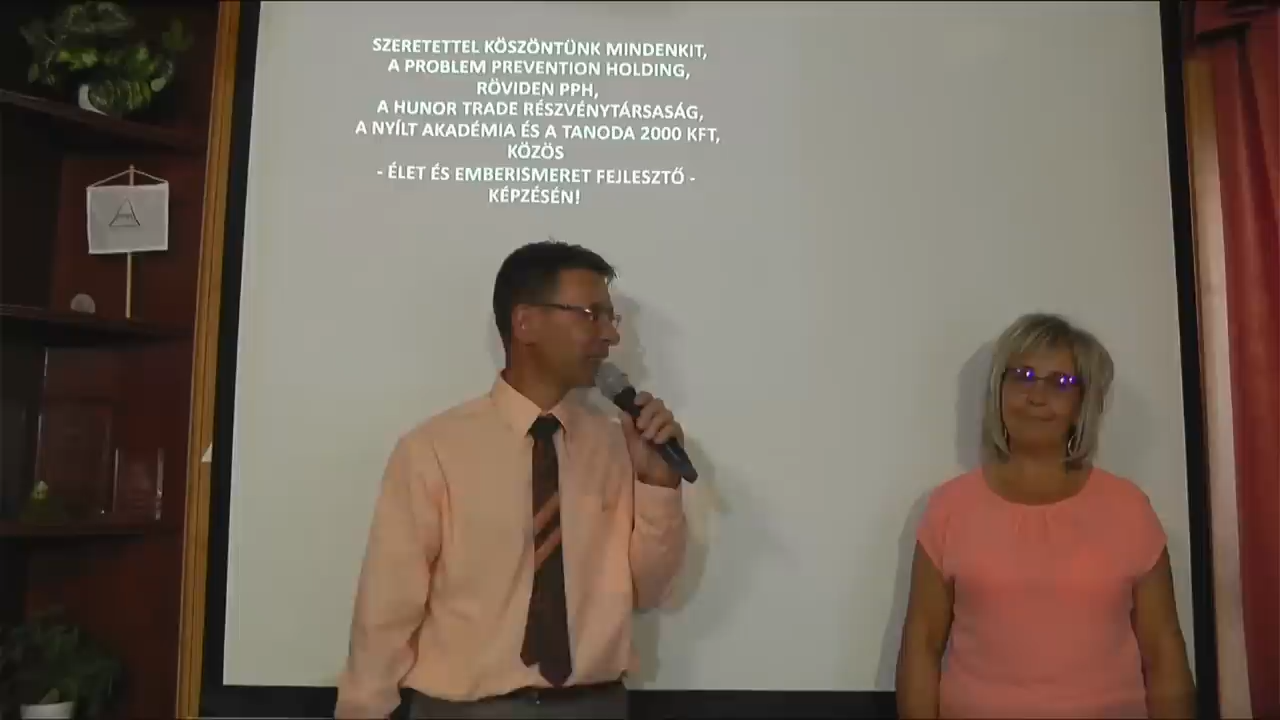 SZERETETTEL KÖSZÖNTÜNK MINDENKIT,
A PROBLEM PREVENTION HOLDING,
RÖVIDEN PPH,
A HUNOR TRADE RÉSZVÉNYTÁRSASÁG,
A NYÍLT AKADÉMIA ÉS A TANODA 2000 KFT,
KÖZÖS
- ÉLET ÉS EMBERISMERET FEJLESZTŐ -
KÉPZÉSÉN!